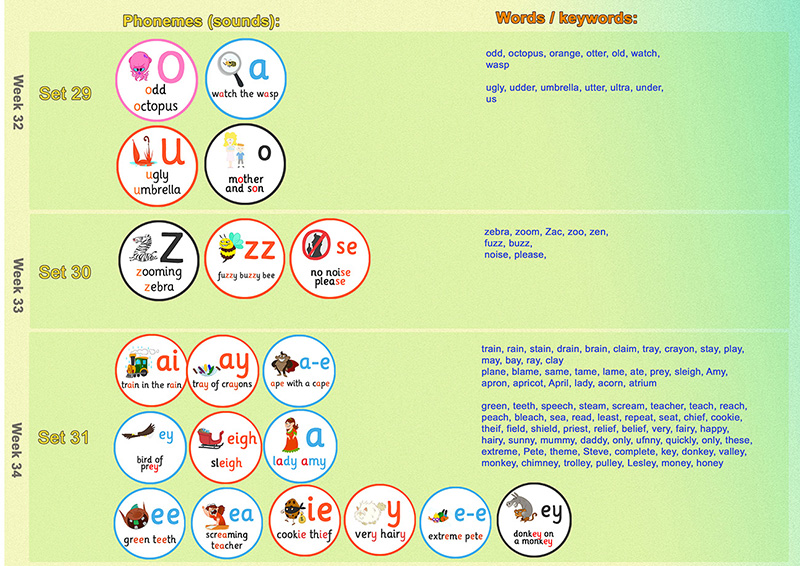 Phonemes (sounds):
Words / keywords:
Week 32
Set 29
O
odd
octopus
a
watch the wasp
u
ugly
umbrella
o
mother
and son
odd, octopus, orange, otter, old, watch,
wasp
ugly, udder, umbrella, utter, ultra, under,
us
Week 33
Set 30
Z
zooming
zebra
zz
fuzzy buzzy bee
se
no noise
please
zebra, zoom, Zac, zoo, zen,
fuzz, buzz,
noise, please,
Week 34
Set 31
ai
train in the rain
ay
tray of crayons
a-e
ape with a cape
ey
bird of
prey
eigh
sleigh
a
lady amy
ee
green teeth
ea
screaming
teacher
ie
cookie thief
y
very hairy
e-e
extreme pete
ey
donkey on
a monkey
train, rain, stain, drain, brain, claim, tray, crayon, stay, play,
may, bay, ray, clay
plane, blame, same, tame, lame, ate, prey, sleigh, Amy,
apron, apricot, April, lady, acorn, atrium
green, teeth, speech, steam, scream, teacher, teach, reach,
peach, bleach, sea, read, least, repeat, seat, chief, cookie,
thief, field, shield, priest, relief, belief, very, fairy, happy,
hairy, sunny, mummy, daddy, only, ufnny, quickly, only, these,
extreme, Pete, theme, Steve, complete, key, donkey, valley,
monkey, chimney, trolley, pulley, Lesley, money, honey